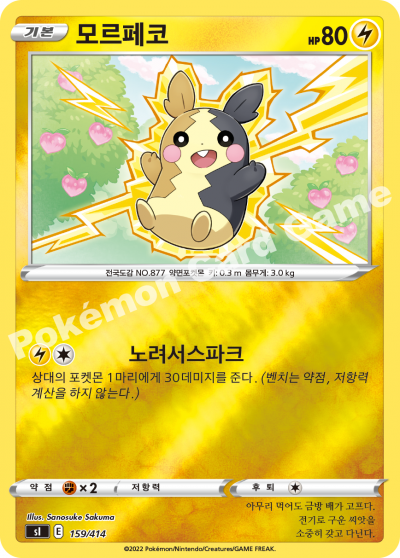 기본 모르페코 HP 80
전국도감 NO.877 양면포켓몬 키: 0.3 m 몸무게: 3.0 kg
Pokémon Card Game
노려서스파크
상대의 포켓몬 1마리에게 30데미지를 준다. (벤치는 약점, 저항력
계산을 하지 않는다.)
약점 ×2 저항력 후퇴
Illus. Sanosuke Sakuma
sI E 159/414
아무리 먹어도 금방 배가 고프다.
전기로 구운 씨앗을
소중히 갖고 다닌다.
©2022 Pokémon/Nintendo/Creatures/GAME FREAK.